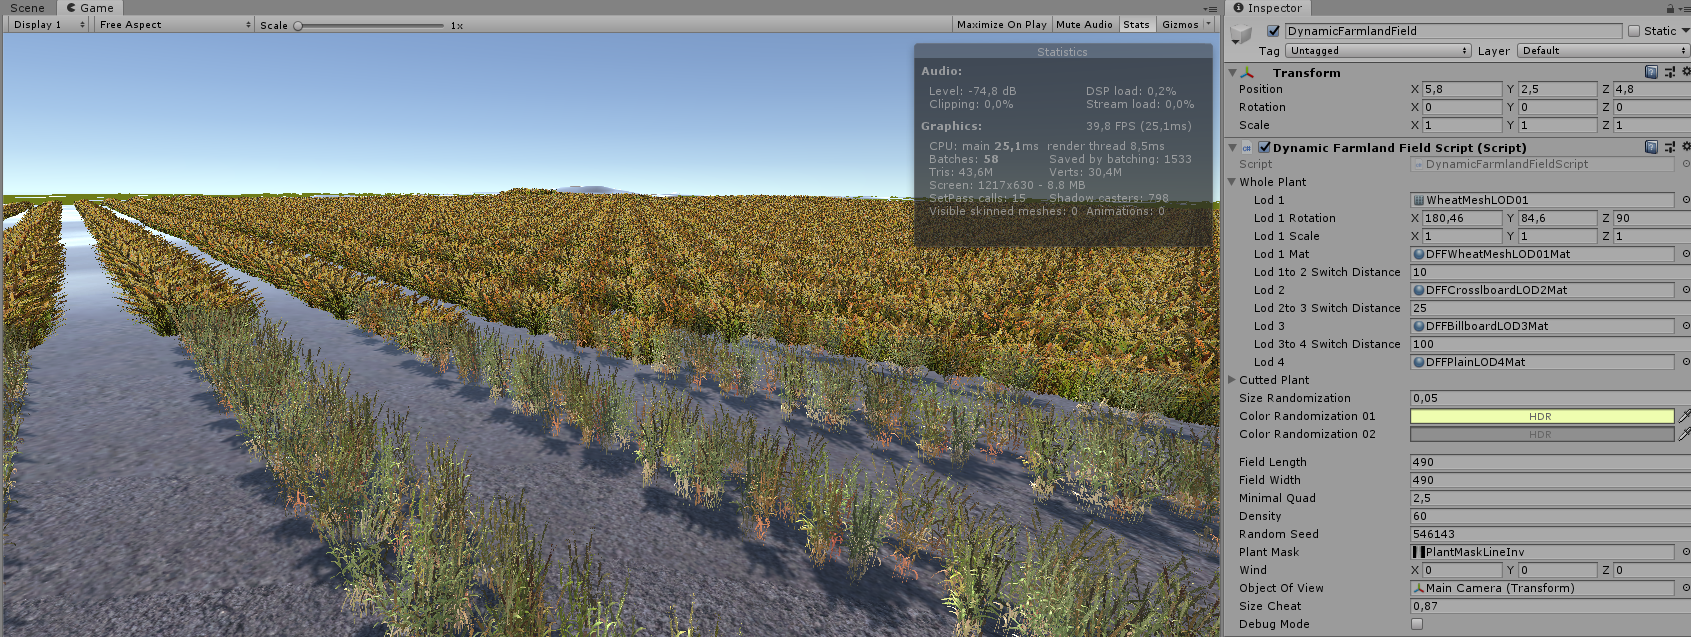 Scene Game
Display 1 Free Aspect Scale 1x Maximize On Play Mute Audio Stats Gizmos
Statistics
Audio:
Level: -74,8 dB DSP load: 0,2%
Clipping: 0,0% Stream load: 0,0%
Graphics: 39,8 FPS (25,1ms)
CPU: main 25,1ms render thread 8,5ms
Batches: 58 Saved by batching: 1533
Tris: 43,6M Verts: 30,4M
Screen: 1217x630 - 8.8 MB
SetPass calls: 15 Shadow casters: 798
Visible skinned meshes: 0 Animations: 0
Inspector
DynamicFarmlandField Static
Tag Untagged Layer Default
Transform
Position X 5,8 Y 2,5 Z 4,8
Rotation X 0 Y 0 Z 0
Scale X 1 Y 1 Z 1
Dynamic Farmland Field Script (Script)
Script DynamicFarmlandFieldScript
Whole Plant
Lod 1 WheatMeshLOD01
Lod 1 Rotation X 180,46 Y 84,6 Z 90
Lod 1 Scale X 1 Y 1 Z 1
Lod 1 Mat DFFWheatMeshLOD01Mat
Lod 1to 2 Switch Distance 10
Lod 2 DFFCrosslboardLOD2Mat
Lod 2to 3 Switch Distance 25
Lod 3 DFFBillboardLOD3Mat
Lod 3to 4 Switch Distance 100
Lod 4 DFFPlainLOD4Mat
Cutted Plant
Size Randomization 0,05
Color Randomization 01 HDR
Color Randomization 02 HDR
Field Length 490
Field Width 490
Minimal Quad 2,5
Density 60
Random Seed 546143
Plant Mask PlantMaskLineInv
Wind X 0 Y 0 Z 0
Object Of View Main Camera (Transform)
Size Cheat 0,87
Debug Mode